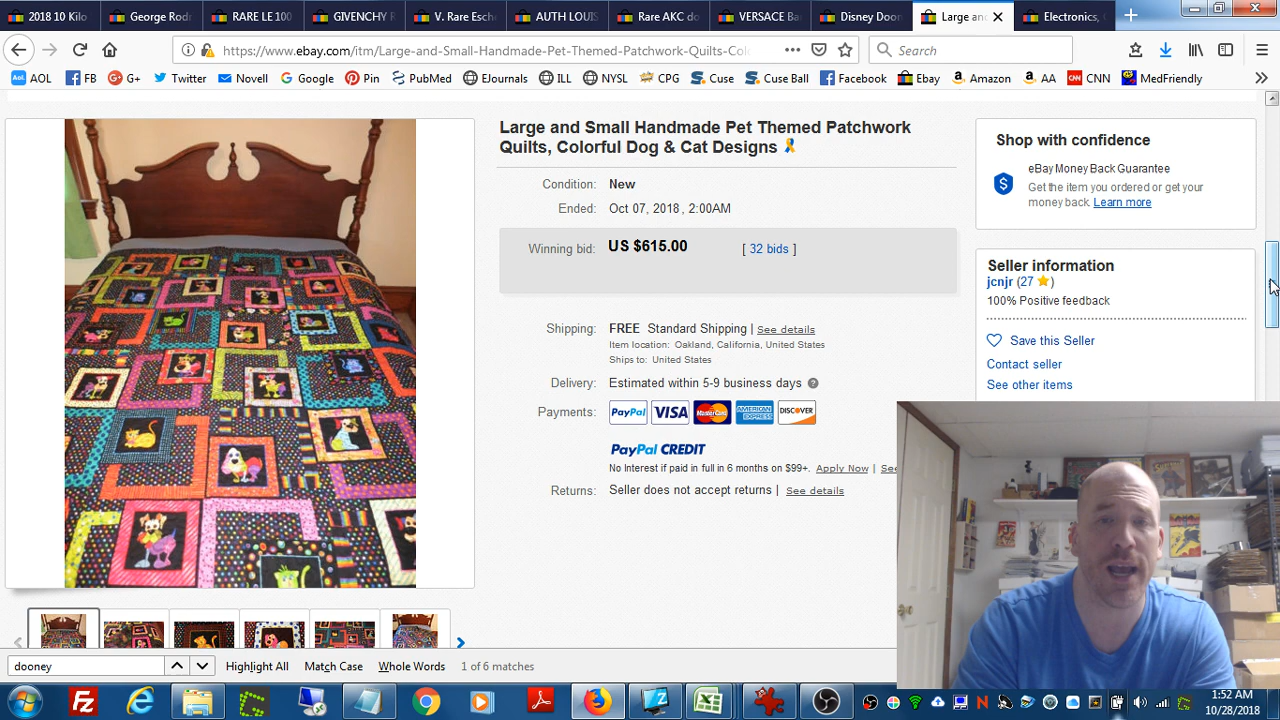 2018 10 Kilo
George Rodr
RARE LE 100
GIVENCHY R
V. Rare Esche
AUTH LOUIS
Rare AKC do
VERSACE Ba
Disney Doon
Large and
Electronics, C
https://www.ebay.com/itm/Large-and-Small-Handmade-Pet-Themed-Patchwork-Quilts-Colo
Search
AOL
FB
G+
Twitter
Novell
Google
Pin
PubMed
EJournals
ILL
NYSL
CPG
Cuse
Cuse Ball
Facebook
Ebay
Amazon
AA
CNN
MedFriendly
Large and Small Handmade Pet Themed Patchwork
Quilts, Colorful Dog & Cat Designs
Condition: New
Ended: Oct 07, 2018 , 2:00AM
Winning bid: US $615.00 [ 32 bids ]
Shipping: FREE Standard Shipping | See details
Item location: Oakland, California, United States
Ships to: United States
Delivery: Estimated within 5-9 business days
Payments: PayPal VISA MasterCard AMERICAN EXPRESS DISCOVER
PayPal CREDIT
No Interest if paid in full in 6 months on $99+. Apply Now | See
Returns: Seller does not accept returns | See details
Shop with confidence
eBay Money Back Guarantee
Get the item you ordered or get your
money back. Learn more
Seller information
jcnjr (27)
100% Positive feedback
Save this Seller
Contact seller
See other items
dooney
Highlight All
Match Case
Whole Words
1 of 6 matches
1:52 AM
10/28/2018